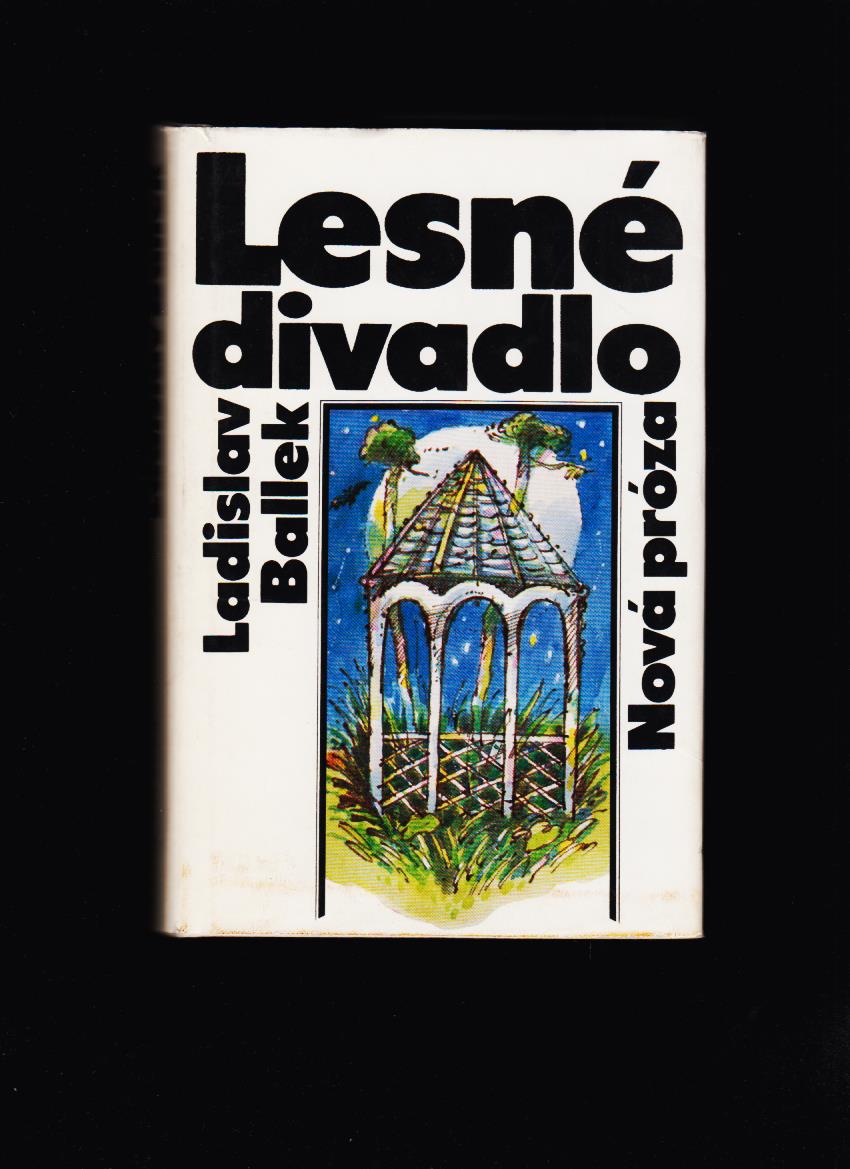 Lesné
divadlo
Ladislav
Ballek
Nová próza